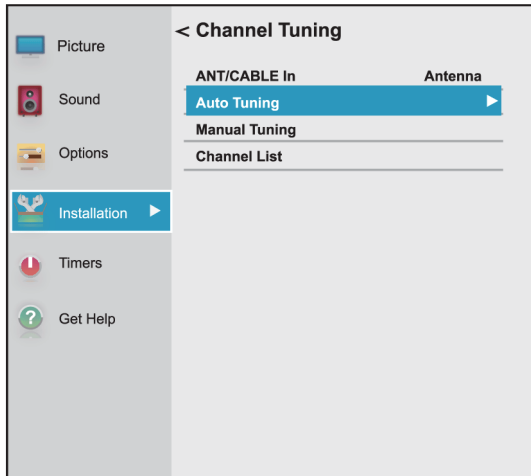 Picture
Sound
Options
Installation
Timers
Get Help
< Channel Tuning
ANT/CABLE In Antenna
Auto Tuning
Manual Tuning
Channel List